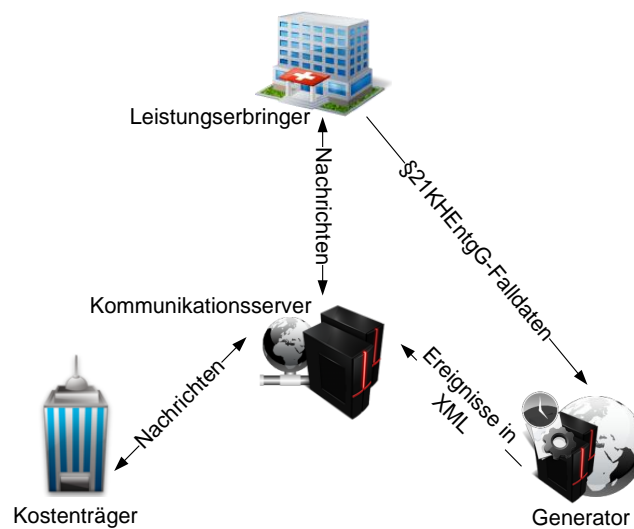 Leistungserbringer
Nachrichten
§21KHEntgG-Falldaten
Kommunikationsserver
Nachrichten
Ereignisse in
XML
Kostenträger
Generator